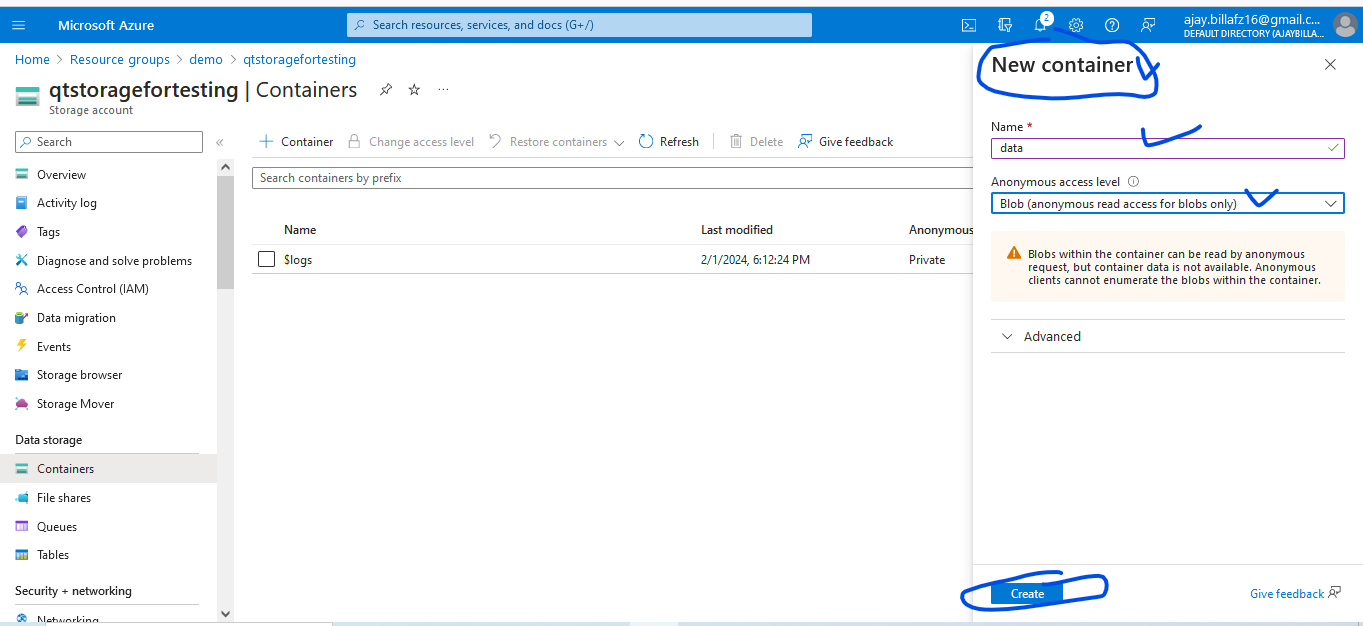 Microsoft Azure
Search resources, services, and docs (G+/)
2
ajay.billafz16@gmail.c...
DEFAULT DIRECTORY (AJAYBILLA...
Home > Resource groups > demo > qtstoragefortesting
qtstoragefortesting | Containers
Storage account
Search
Overview
Activity log
Tags
Diagnose and solve problems
Access Control (IAM)
Data migration
Events
Storage browser
Storage Mover
Data storage
Containers
File shares
Queues
Tables
Security + networking
Networking
Container
Change access level
Restore containers
Refresh
Delete
Give feedback
Search containers by prefix
Name Last modified Anonymous
$logs 2/1/2024, 6:12:24 PM Private
New container
Name *
data
Anonymous access level
Blob (anonymous read access for blobs only)
Blobs within the container can be read by anonymous
request, but container data is not available. Anonymous
clients cannot enumerate the blobs within the container.
Advanced
Create
Give feedback